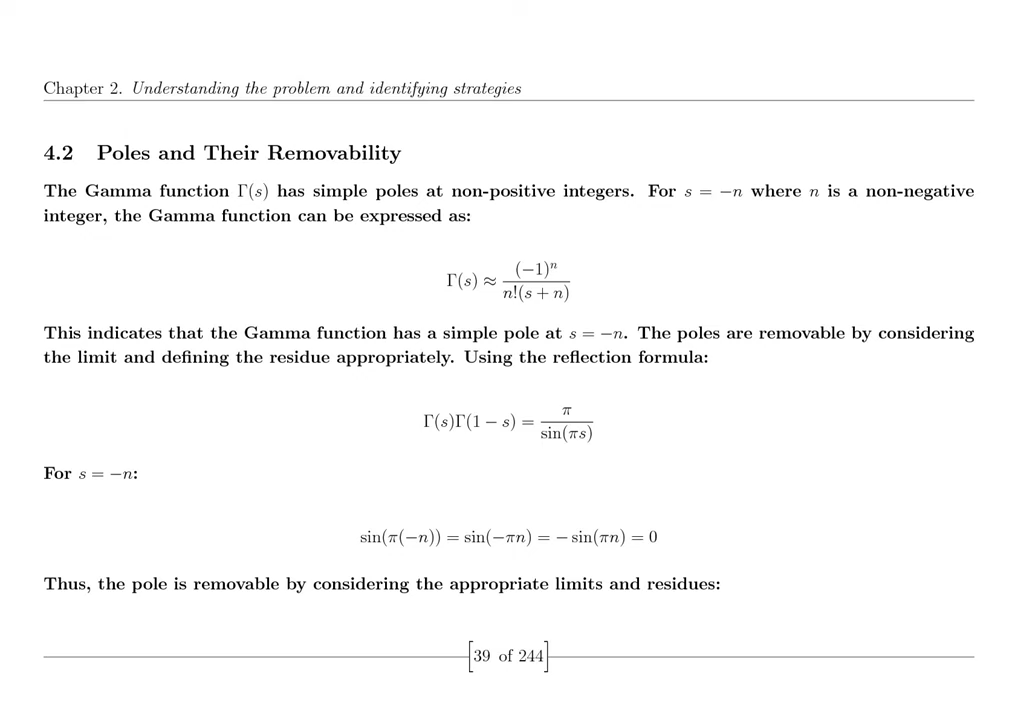 Chapter 2. Understanding the problem and identifying strategies
4.2 Poles and Their Removability
The Gamma function Γ(s) has simple poles at non-positive integers. For s = −n where n is a non-negative
integer, the Gamma function can be expressed as:
Γ(s) ≈ (−1)^n / n!(s + n)
This indicates that the Gamma function has a simple pole at s = −n. The poles are removable by considering
the limit and defining the residue appropriately. Using the reflection formula:
Γ(s)Γ(1 − s) = π / sin(πs)
For s = −n:
sin(π(−n)) = sin(−πn) = − sin(πn) = 0
Thus, the pole is removable by considering the appropriate limits and residues:
[39 of 244]